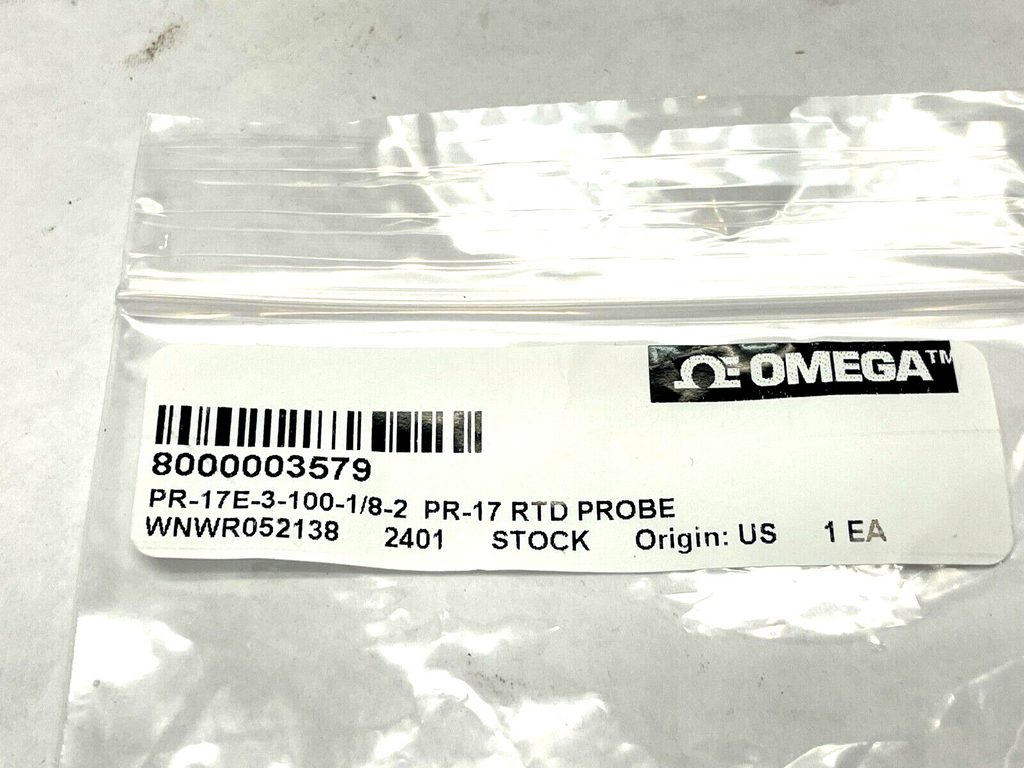 OMEGA™
8000003579
PR-17E-3-100-1/8-2 PR-17 RTD PROBE
WNWR052138 2401 STOCK Origin: US 1 EA